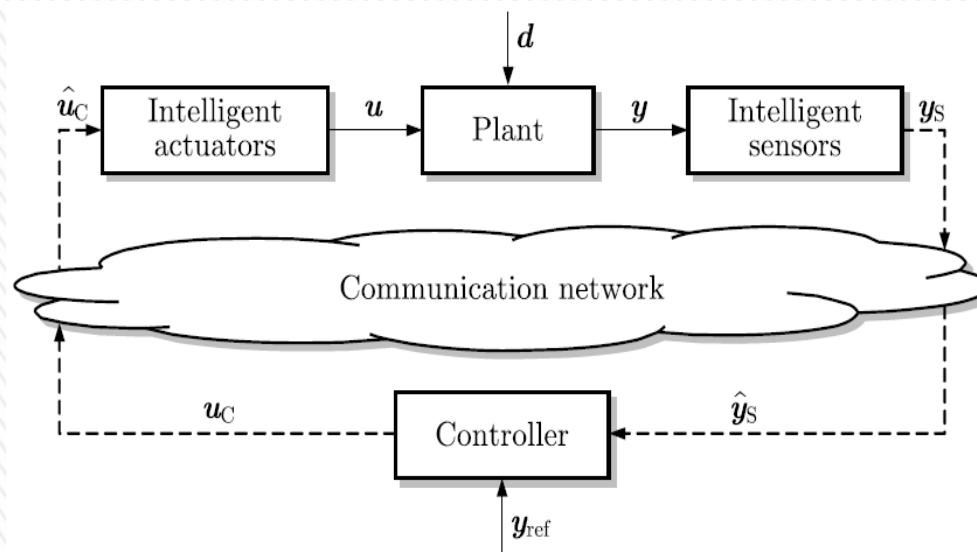 d
û_C
Intelligent
actuators
u
Plant
y
Intelligent
sensors
y_S
Communication network
u_C
Controller
ŷ_S
y_ref